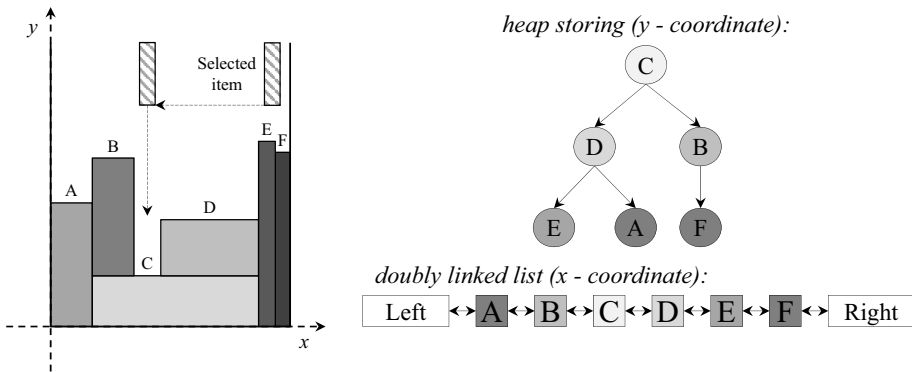 y
Selected
item
E
F
B
A
D
C
x
heap storing (y - coordinate):
C
D B
E A F
doubly linked list (x - coordinate):
Left A B C D E F Right